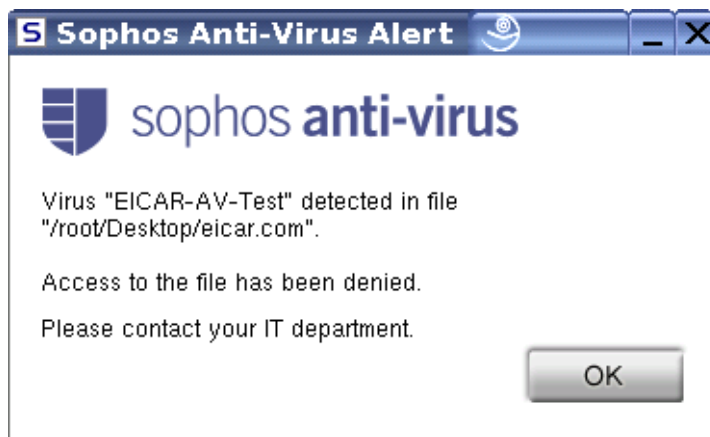 S Sophos Anti-Virus Alert
sophos anti-virus
Virus "EICAR-AV-Test" detected in file
"/root/Desktop/eicar.com".
Access to the file has been denied.
Please contact your IT department.
OK